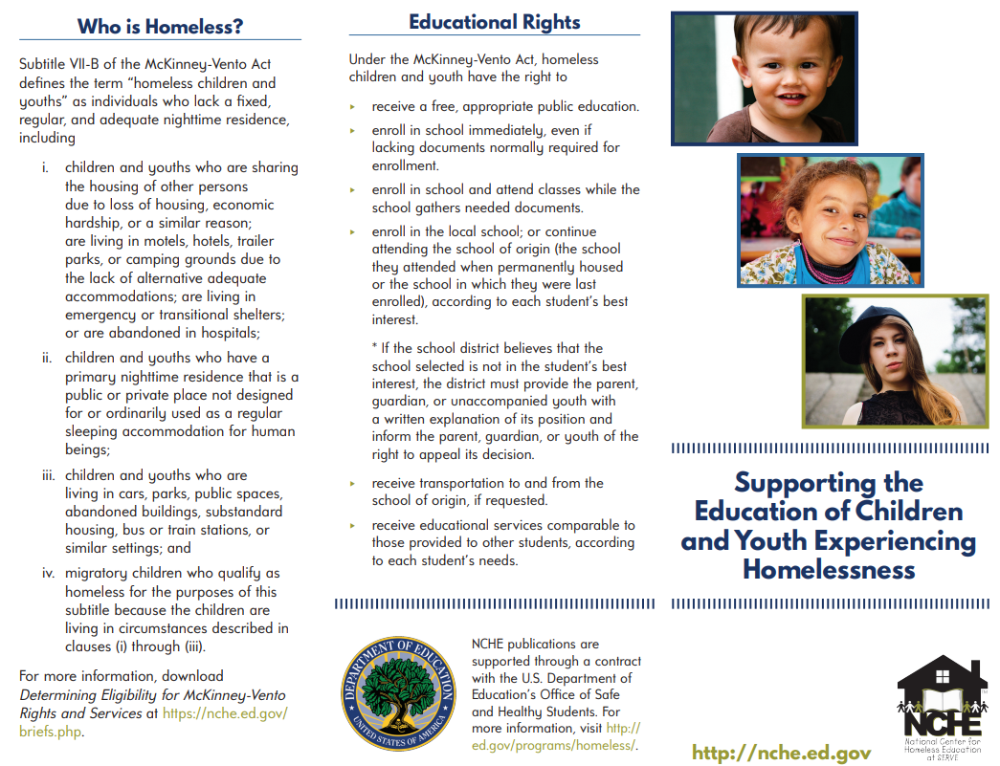 Who is Homeless?
Subtitle VII-B of the McKinney-Vento Act
defines the term “homeless children and
youths” as individuals who lack a fixed,
regular, and adequate nighttime residence,
including
i. children and youths who are sharing
the housing of other persons
due to loss of housing, economic
hardship, or a similar reason;
are living in motels, hotels, trailer
parks, or camping grounds due to
the lack of alternative adequate
accommodations; are living in
emergency or transitional shelters;
or are abandoned in hospitals;
ii. children and youths who have a
primary nighttime residence that is a
public or private place not designed
for or ordinarily used as a regular
sleeping accommodation for human
beings;
iii. children and youths who are
living in cars, parks, public spaces,
abandoned buildings, substandard
housing, bus or train stations, or
similar settings; and
iv. migratory children who qualify as
homeless for the purposes of this
subtitle because the children are
living in circumstances described in
clauses (i) through (iii).
For more information, download
Determining Eligibility for McKinney-Vento
Rights and Services at https://nche.ed.gov/
briefs.php.
Educational Rights
Under the McKinney-Vento Act, homeless
children and youth have the right to
▸ receive a free, appropriate public education.
▸ enroll in school immediately, even if
lacking documents normally required for
enrollment.
▸ enroll in school and attend classes while the
school gathers needed documents.
▸ enroll in the local school; or continue
attending the school of origin (the school
they attended when permanently housed
or the school in which they were last
enrolled), according to each student’s best
interest.
* If the school district believes that the
school selected is not in the student’s best
interest, the district must provide the parent,
guardian, or unaccompanied youth with
a written explanation of its position and
inform the parent, guardian, or youth of the
right to appeal its decision.
▸ receive transportation to and from the
school of origin, if requested.
▸ receive educational services comparable to
those provided to other students, according
to each student’s needs.
DEPARTMENT OF EDUCATION
UNITED STATES OF AMERICA
NCHE publications are
supported through a contract
with the U.S. Department of
Education’s Office of Safe
and Healthy Students. For
more information, visit http://
ed.gov/programs/homeless/.
Supporting the
Education of Children
and Youth Experiencing
Homelessness
http://nche.ed.gov
TM
NCHE
National Center for
Homeless Education
at SERVE